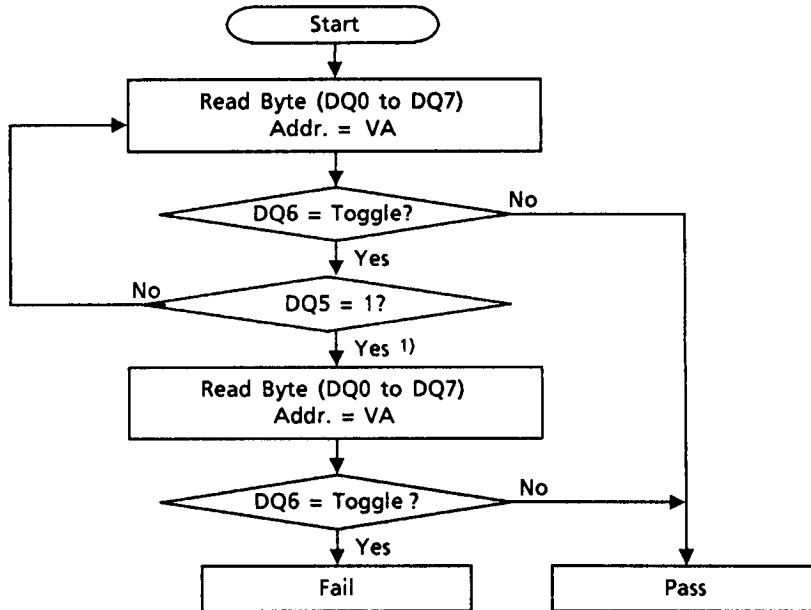 Start
Read Byte (DQ0 to DQ7)
Addr. = VA
DQ6 = Toggle?
No
Yes
No
DQ5 = 1?
Yes 1)
Read Byte (DQ0 to DQ7)
Addr. = VA
DQ6 = Toggle ?
No
Yes
Fail
Pass